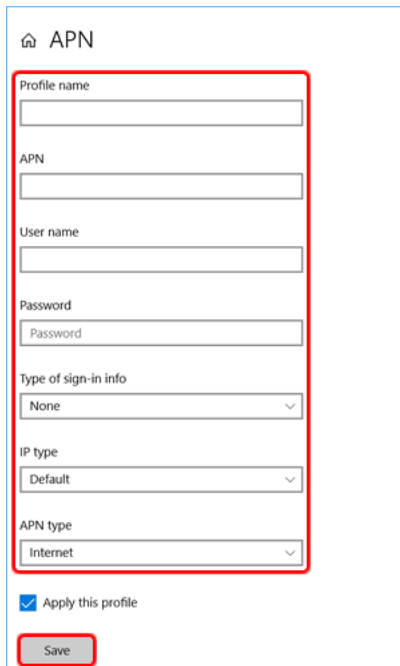 APN
Profile name
APN
User name
Password
Password
Type of sign-in info
None
IP type
Default
APN type
Internet
Apply this profile
Save